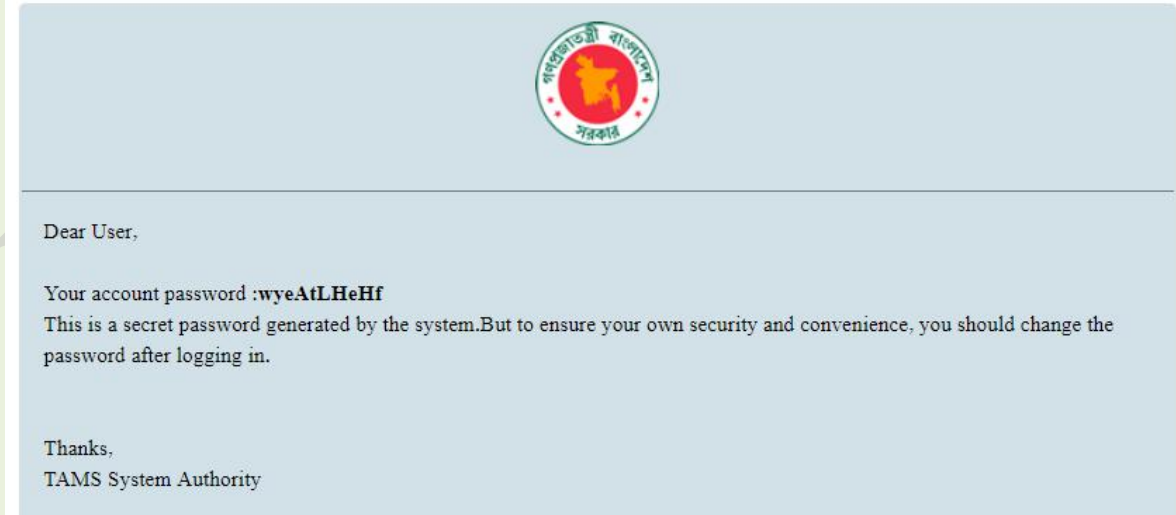 গণপ্রজাতন্ত্রী বাংলাদেশ
সরকার
Dear User,
Your account password :wyeAtLHeHf
This is a secret password generated by the system.But to ensure your own security and convenience, you should change the
password after logging in.
Thanks,
TAMS System Authority